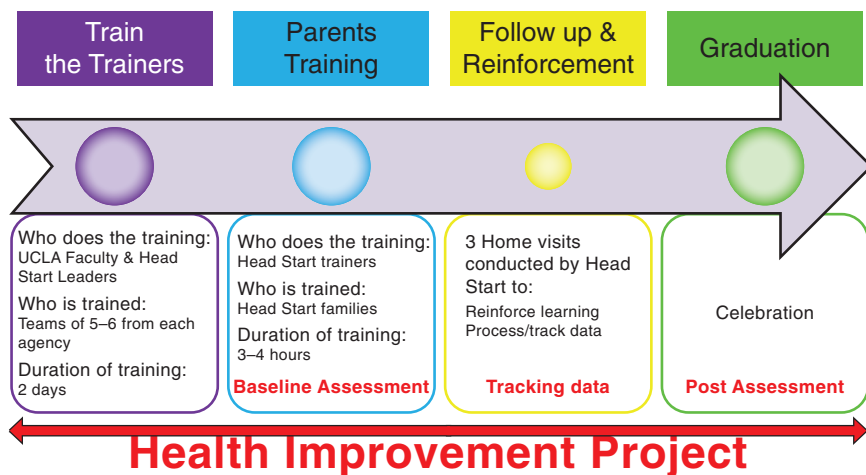 Train
the Trainers
Parents
Training
Follow up &
Reinforcement
Graduation
Who does the training:
UCLA Faculty & Head
Start Leaders
Who is trained:
Teams of 5–6 from each
agency
Duration of training:
2 days
Who does the training:
Head Start trainers
Who is trained:
Head Start families
Duration of training:
3–4 hours
Baseline Assessment
3 Home visits
conducted by Head
Start to:
Reinforce learning
Process/track data
Tracking data
Celebration
Post Assessment
Health Improvement Project